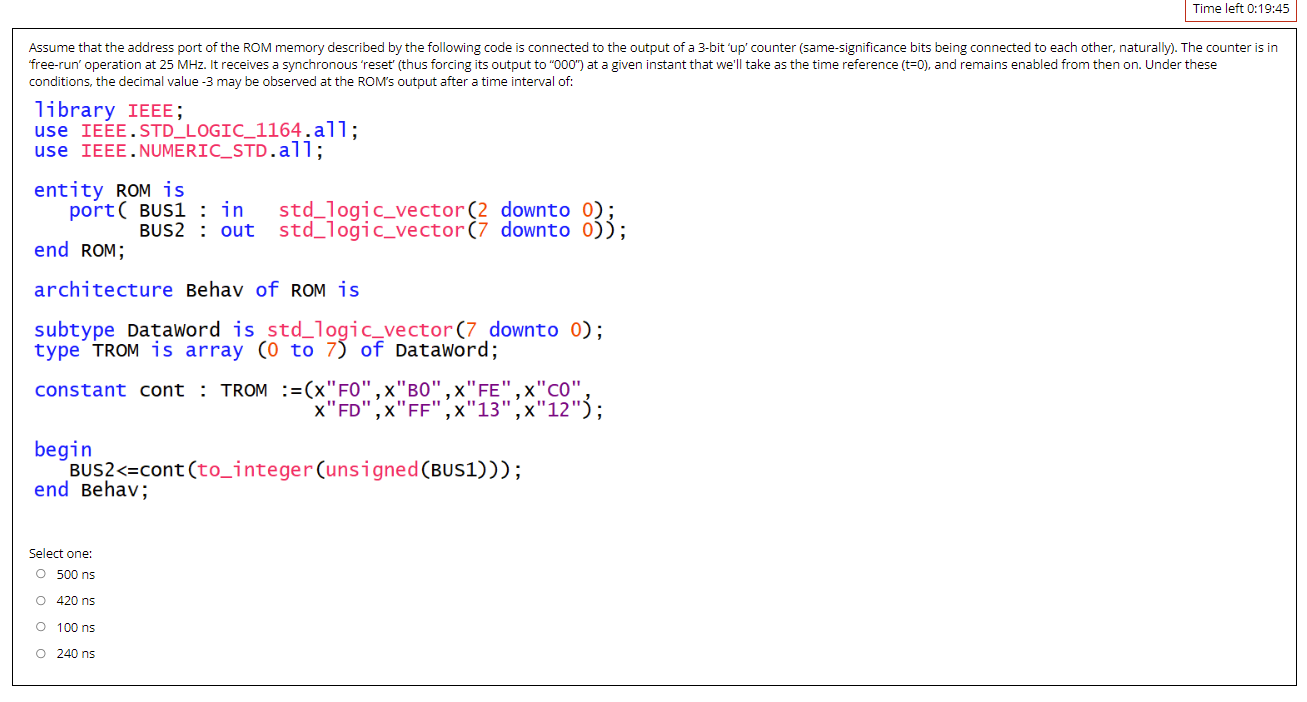 Time left 0:19:45
Assume that the address port of the ROM memory described by the following code is connected to the output of a 3-bit ‘up’ counter (same-significance bits being connected to each other, naturally). The counter is in
‘free-run’ operation at 25 MHz. It receives a synchronous ‘reset’ (thus forcing its output to “000”) at a given instant that we'll take as the time reference (t=0), and remains enabled from then on. Under these
conditions, the decimal value -3 may be observed at the ROM’s output after a time interval of:
library IEEE;
use IEEE.STD_LOGIC_1164.all;
use IEEE.NUMERIC_STD.all;
entity ROM is
port( BUS1 : in std_logic_vector(2 downto 0);
BUS2 : out std_logic_vector(7 downto 0));
end ROM;
architecture Behav of ROM is
subtype DataWord is std_logic_vector(7 downto 0);
type TROM is array (0 to 7) of DataWord;
constant cont : TROM :=(x"F0",x"B0",x"FE",x"C0",
x"FD",x"FF",x"13",x"12");
begin
BUS2<=cont(to_integer(unsigned(BUS1)));
end Behav;
Select one:
500 ns
420 ns
100 ns
240 ns